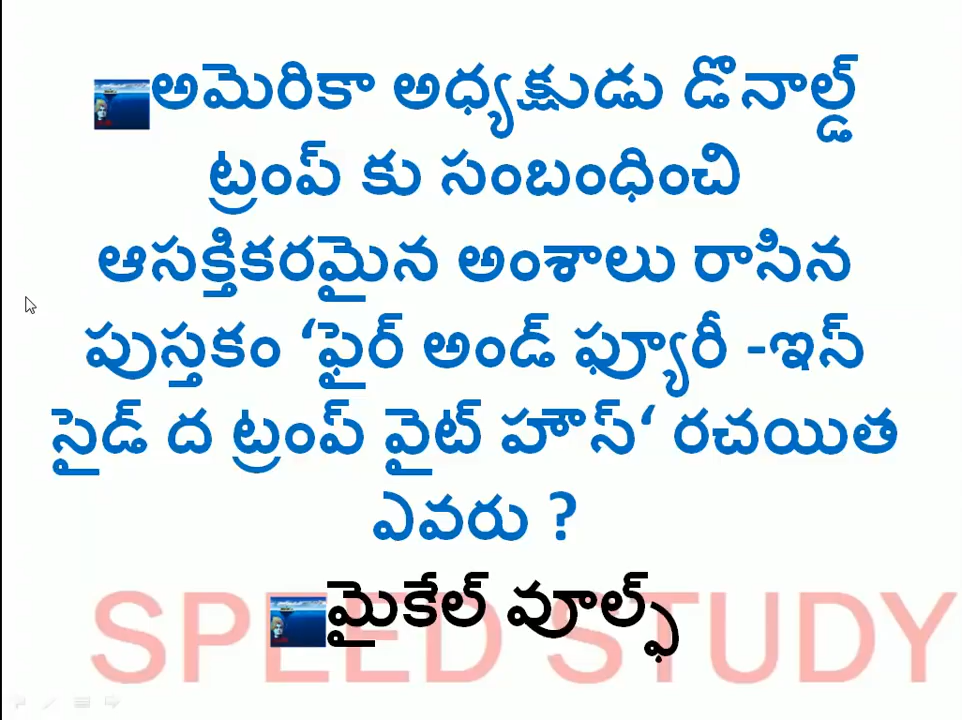 అమెరికా అధ్యక్షుడు డొనాల్డ్
ట్రంప్ కు సంబంధించి
ఆసక్తికరమైన అంశాలు రాసిన
పుస్తకం ‘ఫైర్ అండ్ ఫ్యూరీ -ఇన్
సైడ్ ద ట్రంప్ వైట్ హౌస్‘ రచయిత
ఎవరు ?
మైకేల్ వూల్ఫ్
SPEED STUDY